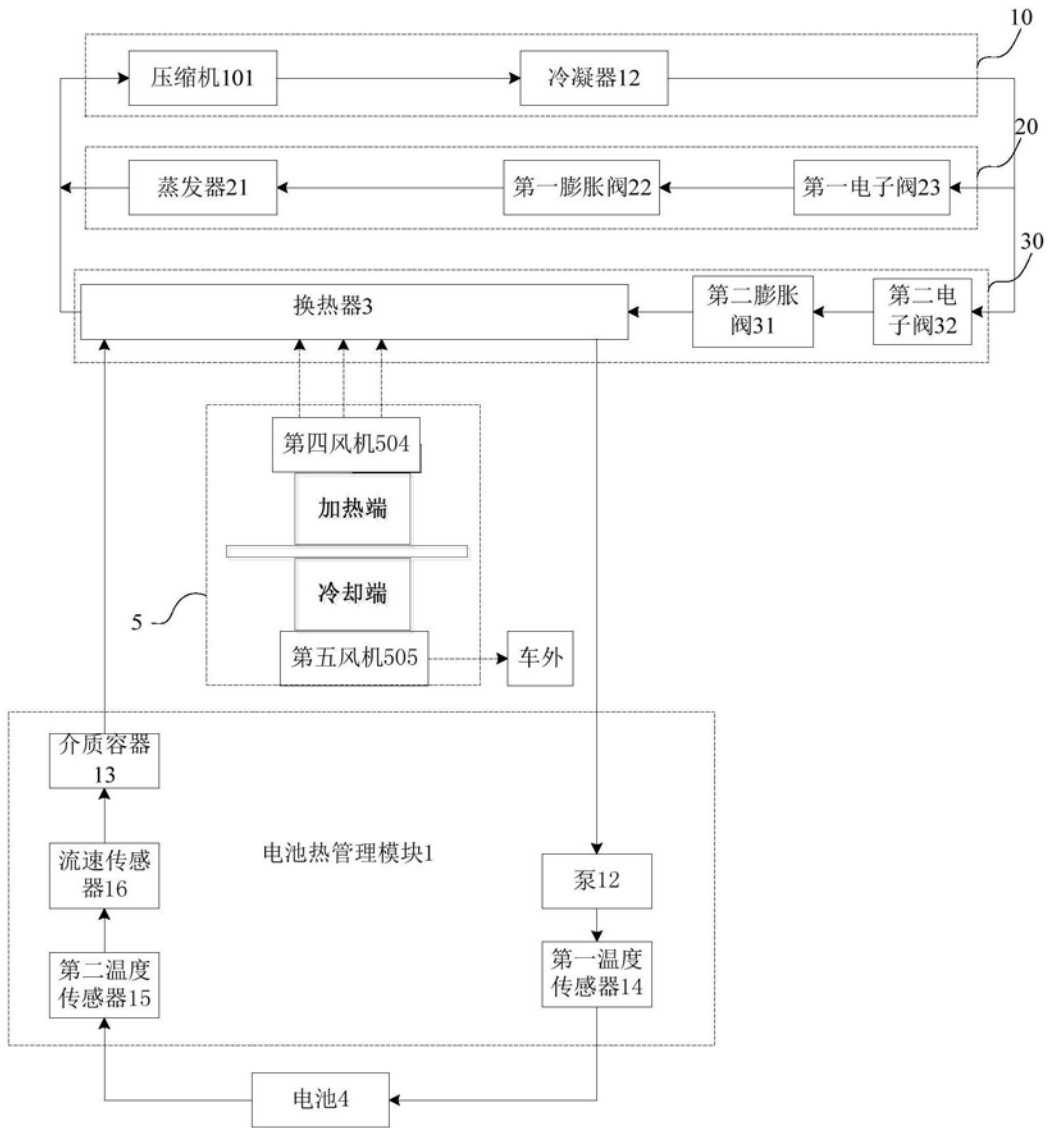 10
压缩机101
冷凝器12
20
蒸发器21
第一膨胀阀22
第一电子阀23
30
换热器3
第二膨胀
阀31
第二电
子阀32
第四风机504
加热端
冷却端
5
第五风机505
车外
介质容器
13
电池热管理模块1
流速传感
器16
泵12
第二温度
传感器15
第一温度
传感器14
电池4